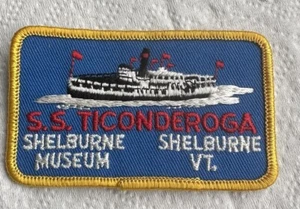 S.S. TICONDEROGA
SHELBURNE SHELBURNE
MUSEUM VT.